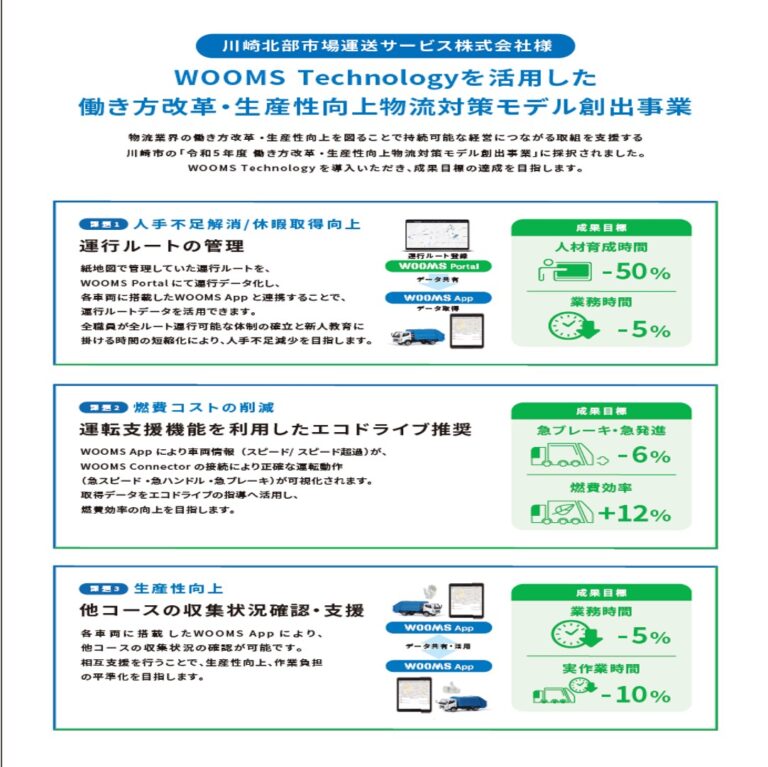 川崎北部市場運送サービス株式会社様
WOOMS Technologyを活用した
働き方改革・生産性向上物流対策モデル創出事業
物流業界の働き方改革・生産性向上を図ることで持続可能な経営につながる取組を支援する
川崎市の「令和5年度 働き方改革・生産性向上物流対策モデル創出事業」に採択されました。
WOOMS Technology を導入いただき、成果目標の達成を目指します。
課題1 人手不足解消/休暇取得向上
運行ルートの管理
紙地図で管理していた運行ルートを、
WOOMS Portal にて運行データ化し、
各車両に搭載したWOOMS App と連携することで、
運行ルートデータを活用できます。
全職員が全ルート運行可能な体制の確立と新人教育に
掛ける時間の短縮化により、人手不足減少を目指します。
運行ルート登録
WOOMS Portal
データ共有
WOOMS App
データ取得
成果目標
人材育成時間
-50%
業務時間
-5%
課題2 燃費コストの削減
運転支援機能を利用したエコドライブ推奨
WOOMS App により車両情報（スピード/ スピード超過）が、
WOOMS Connector の接続により正確な運転動作
（急スピード・急ハンドル・急ブレーキ）が可視化されます。
取得データをエコドライブの指導へ活用し、
燃費効率の向上を目指します。
成果目標
急ブレーキ・急発進
-6%
燃費効率
+12%
課題3 生産性向上
他コースの収集状況確認・支援
各車両に搭載したWOOMS App により、
他コースの収集状況の確認が可能です。
相互支援を行うことで、生産性向上、作業負担
の平準化を目指します。
WOOMS App
データ共有・活用
WOOMS App
成果目標
業務時間
-5%
実作業時間
-10%